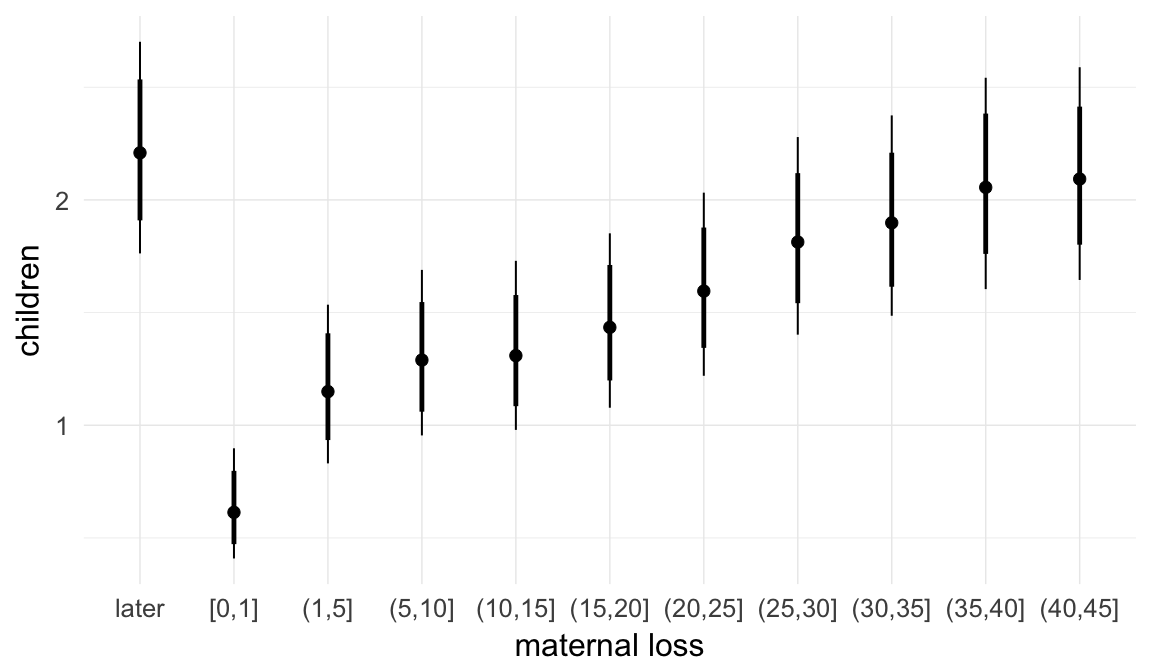 children
2
1
later [0,1] (1,5] (5,10] (10,15] (15,20] (20,25] (25,30] (30,35] (35,40] (40,45]
maternal loss